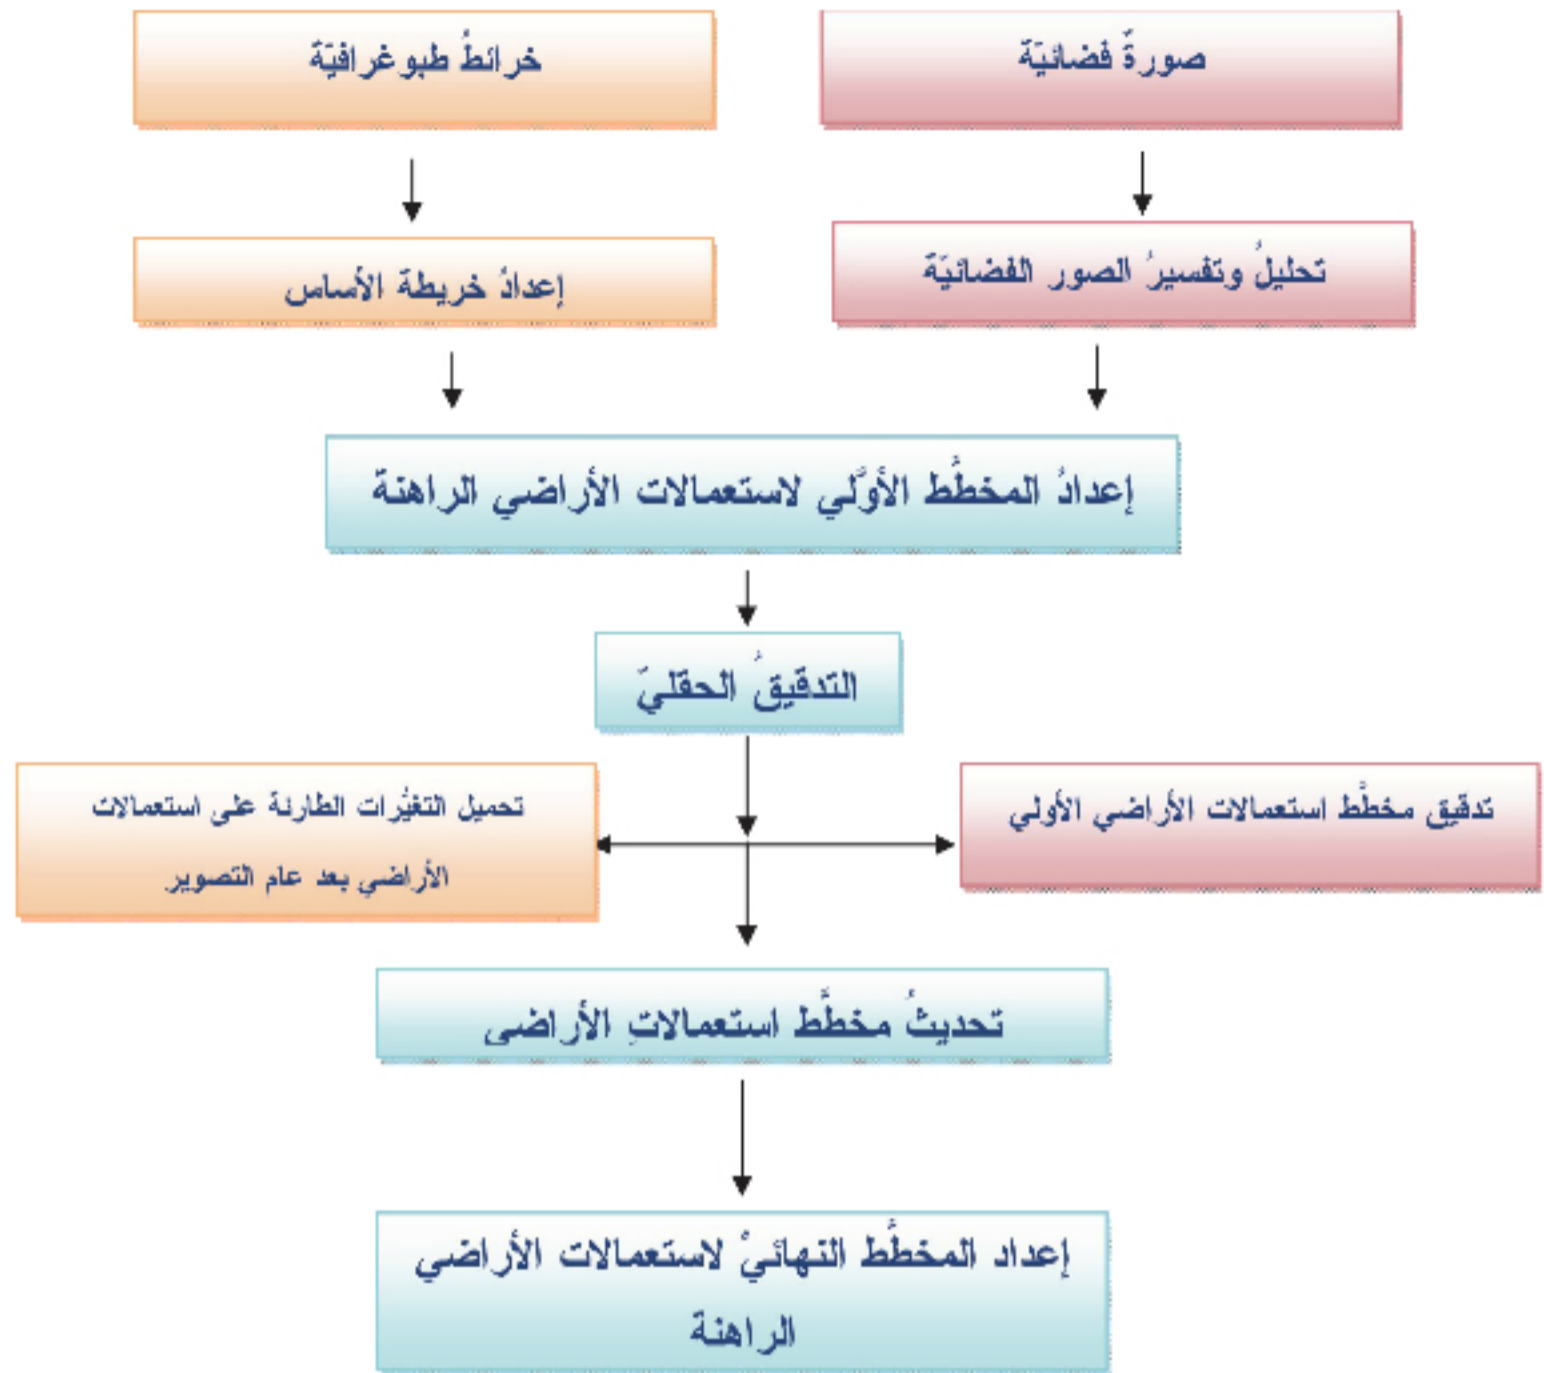 صورةٌ فضائيّة
خرائطُ طبوغرافيّة
تحليلُ وتفسيرُ الصور الفضائيّة
إعدادُ خريطة الأساس
إعدادُ المخطَّط الأوَّلي لاستعمالات الأراضي الراهنة
التدقيقُ الحقليّ
تدقيق مخطَّط استعمالات الأراضي الأولي
تحميل التغيُّرات الطارئة على استعمالات
الأراضي بعد عام التصوير
تحديثُ مخطَّط استعمالاتِ الأراضى
إعداد المخطَّط النهائيُّ لاستعمالات الأراضي
الراهنة